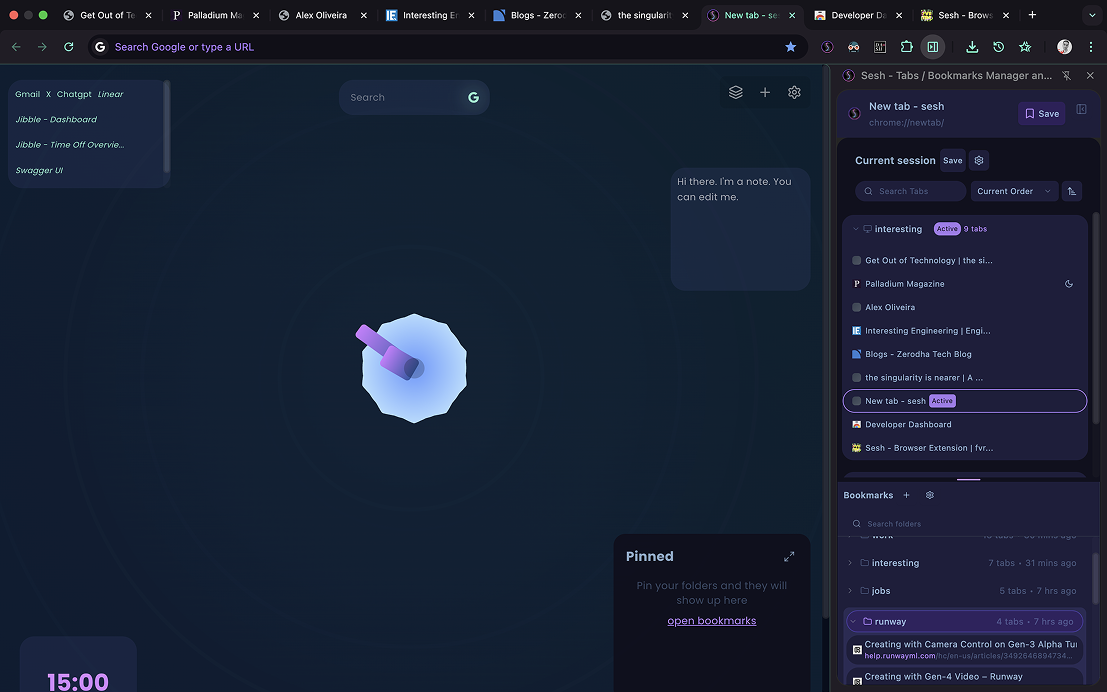 Get Out of Te
Palladium Ma
Alex Oliveira
Interesting En
Blogs - Zerod
the singularit
New tab - ses
Developer Da
Sesh - Brows
Search Google or type a URL
Sesh - Tabs / Bookmarks Manager an...
Gmail X Chatgpt Linear
Jibble - Dashboard
Jibble - Time Off Overvie...
Swagger UI
Search
Hi there. I'm a note. You
can edit me.
Pinned
Pin your folders and they will
show up here
open bookmarks
15:00
New tab - sesh
chrome://newtab/
Save
Current session Save
Search Tabs
Current Order
interesting Active 9 tabs
Get Out of Technology | the si...
Palladium Magazine
Alex Oliveira
Interesting Engineering | Engi...
Blogs - Zerodha Tech Blog
the singularity is nearer | A ...
New tab - sesh Active
Developer Dashboard
Sesh - Browser Extension | fvr...
Bookmarks
Search folders
work
interesting 7 tabs • 31 mins ago
jobs 5 tabs • 7 hrs ago
runway 4 tabs • 7 hrs ago
Creating with Camera Control on Gen-3 Alpha Tur
help.runwayml.com/hc/en-us/articles/3492646894734...
Creating with Gen-4 Video – Runway